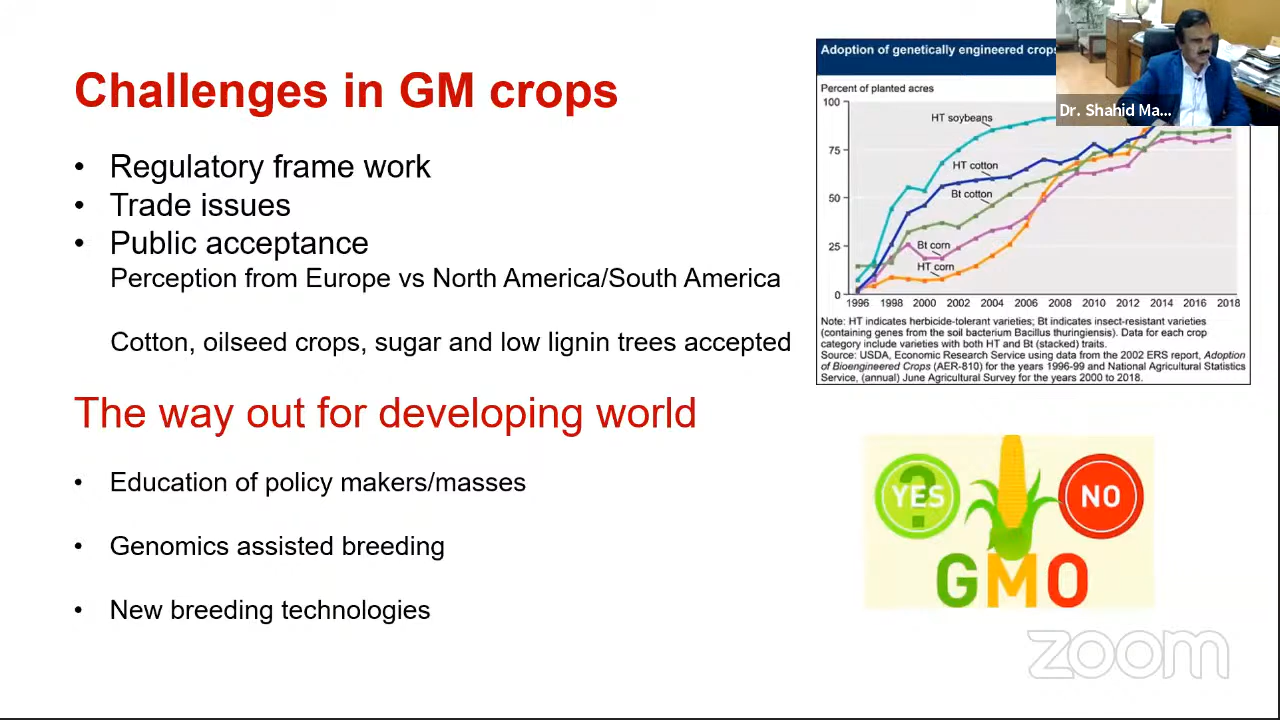 Challenges in GM crops
• Regulatory frame work
• Trade issues
• Public acceptance
Perception from Europe vs North America/South America
Cotton, oilseed crops, sugar and low lignin trees accepted
The way out for developing world
• Education of policy makers/masses
• Genomics assisted breeding
• New breeding technologies
Adoption of genetically engineered crops
Percent of planted acres
100
75
50
25
0
HT soybeans
HT cotton
Bt cotton
Bt corn
HT corn
1996 1998 2000 2002 2004 2006 2008 2010 2012 2014 2016 2018
Note: HT indicates herbicide-tolerant varieties; Bt indicates insect-resistant varieties
(containing genes from the soil bacterium Bacillus thuringiensis). Data for each crop
category include varieties with both HT and Bt (stacked) traits.
Source: USDA, Economic Research Service using data from the 2002 ERS report, Adoption
of Bioengineered Crops (AER-810) for the years 1996-99 and National Agricultural Statistics
Service, (annual) June Agricultural Survey for the years 2000 to 2018.
Dr. Shahid Ma...
?
YES
NO
GMO
zoom